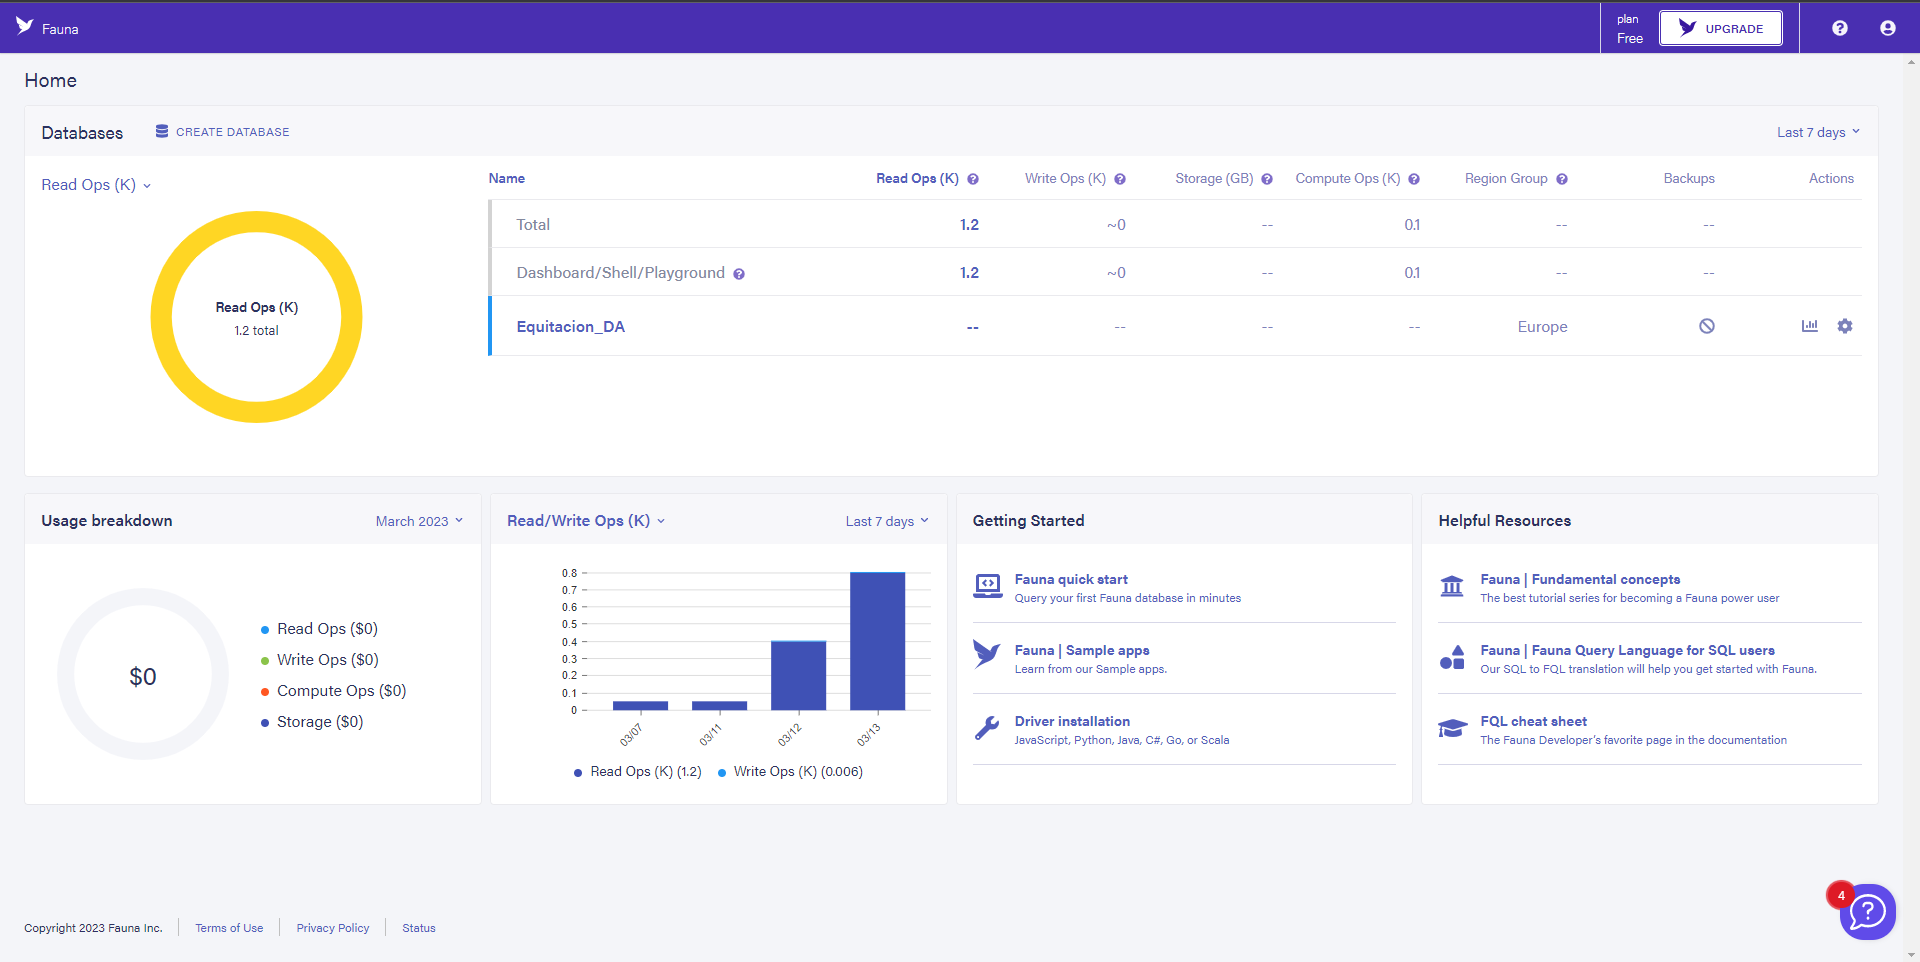 Fauna
plan
Free
UPGRADE
Home
Databases
CREATE DATABASE
Last 7 days
Read Ops (K)
Read Ops (K)
1.2 total
Name Read Ops (K) Write Ops (K) Storage (GB) Compute Ops (K) Region Group Backups Actions
Total 1.2 ~0 -- 0.1 -- --
Dashboard/Shell/Playground 1.2 ~0 -- 0.1 -- --
Equitacion_DA -- -- -- -- Europe
Usage breakdown
March 2023
$0
Read Ops ($0)
Write Ops ($0)
Compute Ops ($0)
Storage ($0)
Read/Write Ops (K)
Last 7 days
0.8
0.7
0.6
0.5
0.4
0.3
0.2
0.1
0
03/07 03/11 03/12 03/13
Read Ops (K) (1.2) Write Ops (K) (0.006)
Getting Started
Fauna quick start
Query your first Fauna database in minutes
Fauna | Sample apps
Learn from our Sample apps.
Driver installation
JavaScript, Python, Java, C#, Go, or Scala
Helpful Resources
Fauna | Fundamental concepts
The best tutorial series for becoming a Fauna power user
Fauna | Fauna Query Language for SQL users
Our SQL to FQL translation will help you get started with Fauna.
FQL cheat sheet
The Fauna Developer's favorite page in the documentation
4
Copyright 2023 Fauna Inc. Terms of Use Privacy Policy Status